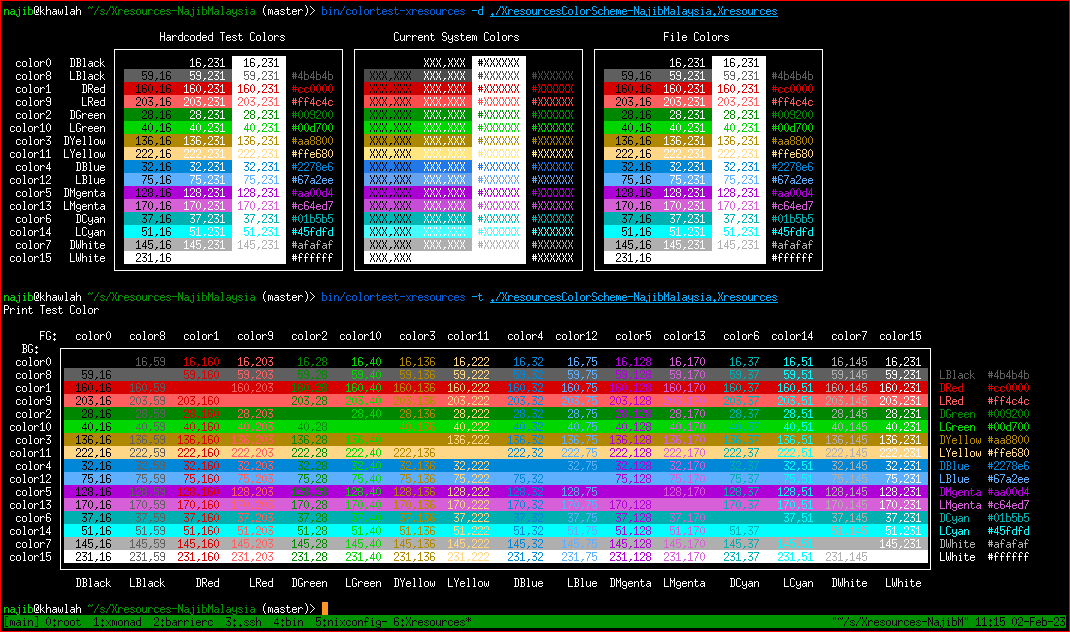 najib@khawlah ~/s/Xresources-NajibMalaysia (master)> bin/colortest-xresources -d ./XresourcesColorScheme-NajibMalaysia.Xresources
Hardcoded Test Colors Current System Colors File Colors
color0 DBlack 16,231 16,231 XXX,XXX #XXXXXX 16,231 16,231
color8 LBlack 59,16 59,231 59,231 #4b4b4b XXX,XXX XXX,XXX #XXXXXX #XXXXXX 59,16 59,231 59,231 #4b4b4b
color1 DRed 160,16 160,231 160,231 #cc0000 XXX,XXX XXX,XXX #XXXXXX #XXXXXX 160,16 160,231 160,231 #cc0000
color9 LRed 203,16 203,231 203,231 #ff4c4c XXX,XXX XXX,XXX #XXXXXX #XXXXXX 203,16 203,231 203,231 #ff4c4c
color2 DGreen 28,16 28,231 28,231 #009200 XXX,XXX XXX,XXX #XXXXXX #XXXXXX 28,16 28,231 28,231 #009200
color10 LGreen 40,16 40,231 40,231 #00d700 XXX,XXX XXX,XXX #XXXXXX #XXXXXX 40,16 40,231 40,231 #00d700
color3 DYellow 136,16 136,231 136,231 #aa8800 XXX,XXX XXX,XXX #XXXXXX #XXXXXX 136,16 136,231 136,231 #aa8800
color11 LYellow 222,16 222,231 222,231 #ffe680 XXX,XXX XXX,XXX #XXXXXX #XXXXXX 222,16 222,231 222,231 #ffe680
color4 DBlue 32,16 32,231 32,231 #2278e6 XXX,XXX XXX,XXX #XXXXXX #XXXXXX 32,16 32,231 32,231 #2278e6
color12 LBlue 75,16 75,231 75,231 #67a2ee XXX,XXX XXX,XXX #XXXXXX #XXXXXX 75,16 75,231 75,231 #67a2ee
color5 DMgenta 128,16 128,231 128,231 #aa00d4 XXX,XXX XXX,XXX #XXXXXX #XXXXXX 128,16 128,231 128,231 #aa00d4
color13 LMgenta 170,16 170,231 170,231 #c64ed7 XXX,XXX XXX,XXX #XXXXXX #XXXXXX 170,16 170,231 170,231 #c64ed7
color6 DCyan 37,16 37,231 37,231 #01b5b5 XXX,XXX XXX,XXX #XXXXXX #XXXXXX 37,16 37,231 37,231 #01b5b5
color14 LCyan 51,16 51,231 51,231 #45fdfd XXX,XXX XXX,XXX #XXXXXX #XXXXXX 51,16 51,231 51,231 #45fdfd
color7 DWhite 145,16 145,231 145,231 #afafaf XXX,XXX XXX,XXX #XXXXXX #XXXXXX 145,16 145,231 145,231 #afafaf
color15 LWhite 231,16 #ffffff XXX,XXX #XXXXXX 231,16 #ffffff
najib@khawlah ~/s/Xresources-NajibMalaysia (master)> bin/colortest-xresources -t ./XresourcesColorScheme-NajibMalaysia.Xresources
Print Test Color
FG: color0 color8 color1 color9 color2 color10 color3 color11 color4 color12 color5 color13 color6 color14 color7 color15
BG:
color0 16,59 16,160 16,203 16,28 16,40 16,136 16,222 16,32 16,75 16,128 16,170 16,37 16,51 16,145 16,231
color8 59,16 59,160 59,203 59,28 59,40 59,136 59,222 59,32 59,75 59,128 59,170 59,37 59,51 59,145 59,231 LBlack #4b4b4b
color1 160,16 160,59 160,203 160,28 160,40 160,136 160,222 160,32 160,75 160,128 160,170 160,37 160,51 160,145 160,231 DRed #cc0000
color9 203,16 203,59 203,160 203,28 203,40 203,136 203,222 203,32 203,75 203,128 203,170 203,37 203,51 203,145 203,231 LRed #ff4c4c
color2 28,16 28,59 28,160 28,203 28,40 28,136 28,222 28,32 28,75 28,128 28,170 28,37 28,51 28,145 28,231 DGreen #009200
color10 40,16 40,59 40,160 40,203 40,28 40,136 40,222 40,32 40,75 40,128 40,170 40,37 40,51 40,145 40,231 LGreen #00d700
color3 136,16 136,59 136,160 136,203 136,28 136,40 136,222 136,32 136,75 136,128 136,170 136,37 136,51 136,145 136,231 DYellow #aa8800
color11 222,16 222,59 222,160 222,203 222,28 222,40 222,136 222,32 222,75 222,128 222,170 222,37 222,51 222,145 222,231 LYellow #ffe680
color4 32,16 32,59 32,160 32,203 32,28 32,40 32,136 32,222 32,75 32,128 32,170 32,37 32,51 32,145 32,231 DBlue #2278e6
color12 75,16 75,59 75,160 75,203 75,28 75,40 75,136 75,222 75,32 75,128 75,170 75,37 75,51 75,145 75,231 LBlue #67a2ee
color5 128,16 128,59 128,160 128,203 128,28 128,40 128,136 128,222 128,32 128,75 128,170 128,37 128,51 128,145 128,231 DMgenta #aa00d4
color13 170,16 170,59 170,160 170,203 170,28 170,40 170,136 170,222 170,32 170,75 170,128 170,37 170,51 170,145 170,231 LMgenta #c64ed7
color6 37,16 37,59 37,160 37,203 37,28 37,40 37,136 37,222 37,32 37,75 37,128 37,170 37,51 37,145 37,231 DCyan #01b5b5
color14 51,16 51,59 51,160 51,203 51,28 51,40 51,136 51,222 51,32 51,75 51,128 51,170 51,37 51,145 51,231 LCyan #45fdfd
color7 145,16 145,59 145,160 145,203 145,28 145,40 145,136 145,222 145,32 145,75 145,128 145,170 145,37 145,51 145,231 DWhite #afafaf
color15 231,16 231,59 231,160 231,203 231,28 231,40 231,136 231,222 231,32 231,75 231,128 231,170 231,37 231,51 231,145 LWhite #ffffff
DBlack LBlack DRed LRed DGreen LGreen DYellow LYellow DBlue LBlue DMgenta LMgenta DCyan LCyan DWhite LWhite
najib@khawlah ~/s/Xresources-NajibMalaysia (master)>
[main] 0:root 1:xmonad 2:barrierc 3:.ssh 4:bin 5:nixconfig- 6:Xresources* "~/s/Xresources-NajibM" 11:15 02-Feb-23